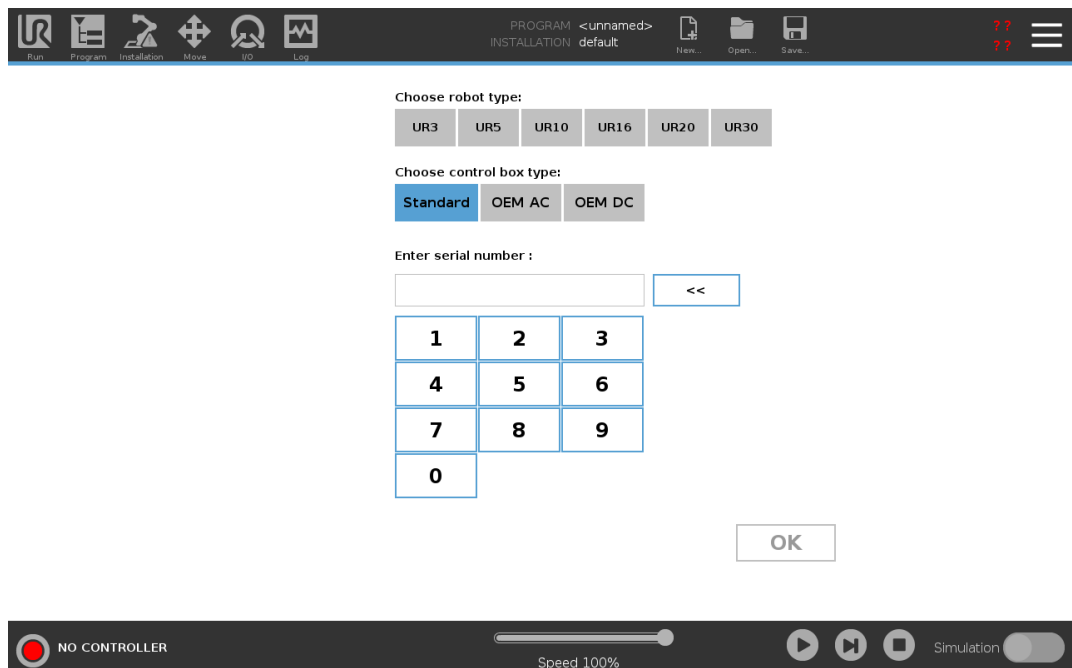 PROGRAM <unnamed>
INSTALLATION default
? ?
? ?
UR
Run
Program
Installation
Move
I/O
Log
New...
Open...
Save...
Choose robot type:
UR3 UR5 UR10 UR16 UR20 UR30
Choose control box type:
Standard OEM AC OEM DC
Enter serial number :
<<
1 2 3
4 5 6
7 8 9
0
OK
NO CONTROLLER
Speed 100%
Simulation